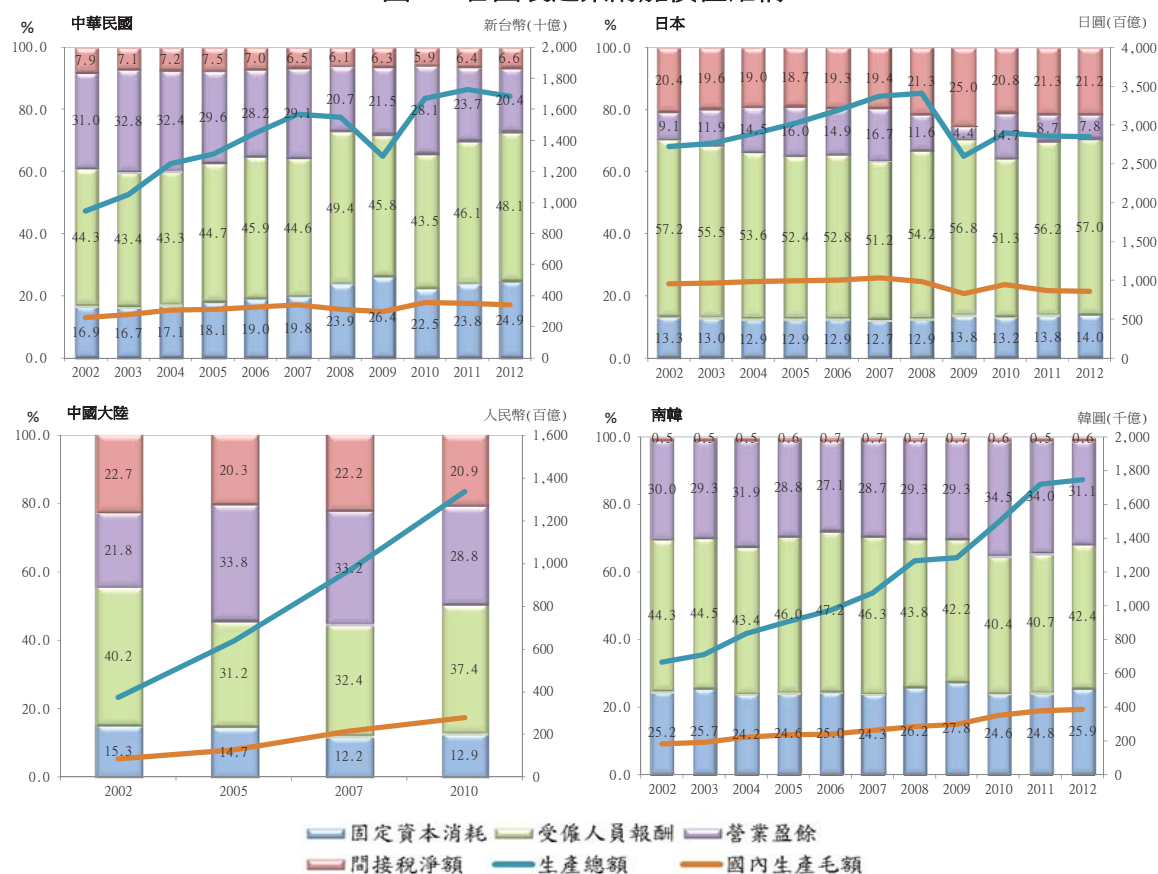 % 中華民國 新台幣(十億)
100.0 7.9 7.1 7.2 7.5 7.0 6.5 6.1 6.3 5.9 6.4 6.6 2,000
1,800
80.0 31.0 32.8 32.4 29.6 28.2 29.1 20.7 21.5 28.1 23.7 20.4 1,600
1,400
60.0 1,200
44.3 43.4 43.3 44.7 45.9 44.6 49.4 45.8 43.5 46.1 48.1 1,000
40.0 800
600
20.0 400
16.9 16.7 17.1 18.1 19.0 19.8 23.9 26.4 22.5 23.8 24.9 200
0.0 0
2002 2003 2004 2005 2006 2007 2008 2009 2010 2011 2012
% 日本 日圓(百億)
100.0 4,000
20.4 19.6 19.0 18.7 19.3 19.4 21.3 25.0 20.8 21.3 21.2 3,500
80.0 9.1 11.9 14.5 16.0 14.9 16.7 11.6 4.4 14.7 8.7 7.8 3,000
60.0 2,500
57.2 55.5 53.6 52.4 52.8 51.2 54.2 56.8 51.3 56.2 57.0 2,000
40.0 1,500
20.0 1,000
13.3 13.0 12.9 12.9 12.9 12.7 12.9 13.8 13.2 13.8 14.0 500
0.0 0
2002 2003 2004 2005 2006 2007 2008 2009 2010 2011 2012
% 中國大陸 人民幣(百億)
100.0 1,600
22.7 20.3 22.2 20.9 1,400
80.0 1,200
21.8 33.8 33.2 28.8 1,000
60.0 800
40.2 31.2 32.4 37.4 600
40.0 400
20.0 200
15.3 14.7 12.2 12.9
0.0 0
2002 2005 2007 2010
% 南韓 韓圓(千億)
100.0 0.5 0.5 0.5 0.6 0.7 0.7 0.7 0.7 0.6 0.5 0.6 2,000
1,800
80.0 30.0 29.3 31.9 28.8 27.1 28.7 29.3 29.3 34.5 34.0 31.1 1,600
1,400
60.0 1,200
44.3 44.5 43.4 46.0 47.2 46.3 43.8 42.2 40.4 40.7 42.4 1,000
40.0 800
600
20.0 400
25.2 25.7 24.2 24.6 25.0 24.3 26.2 27.8 24.6 24.8 25.9 200
0.0 0
2002 2003 2004 2005 2006 2007 2008 2009 2010 2011 2012
固定資本消耗 受僱人員報酬 營業盈餘
間接稅淨額 生產總額 國內生產毛額